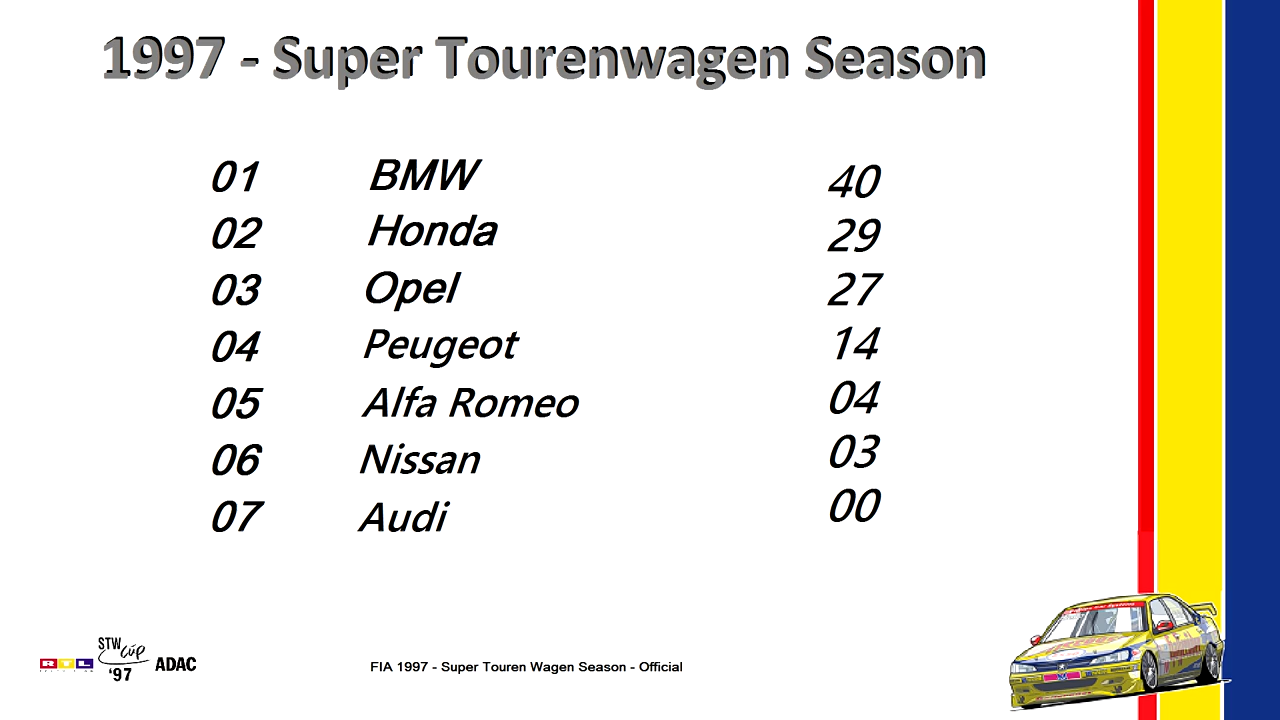 1997 - Super Tourenwagen Season
01 BMW 40
02 Honda 29
03 Opel 27
04 Peugeot 14
05 Alfa Romeo 04
06 Nissan 03
07 Audi 00
RTL
STW Cup '97
ADAC
FIA 1997 - Super Touren Wagen Season - Official